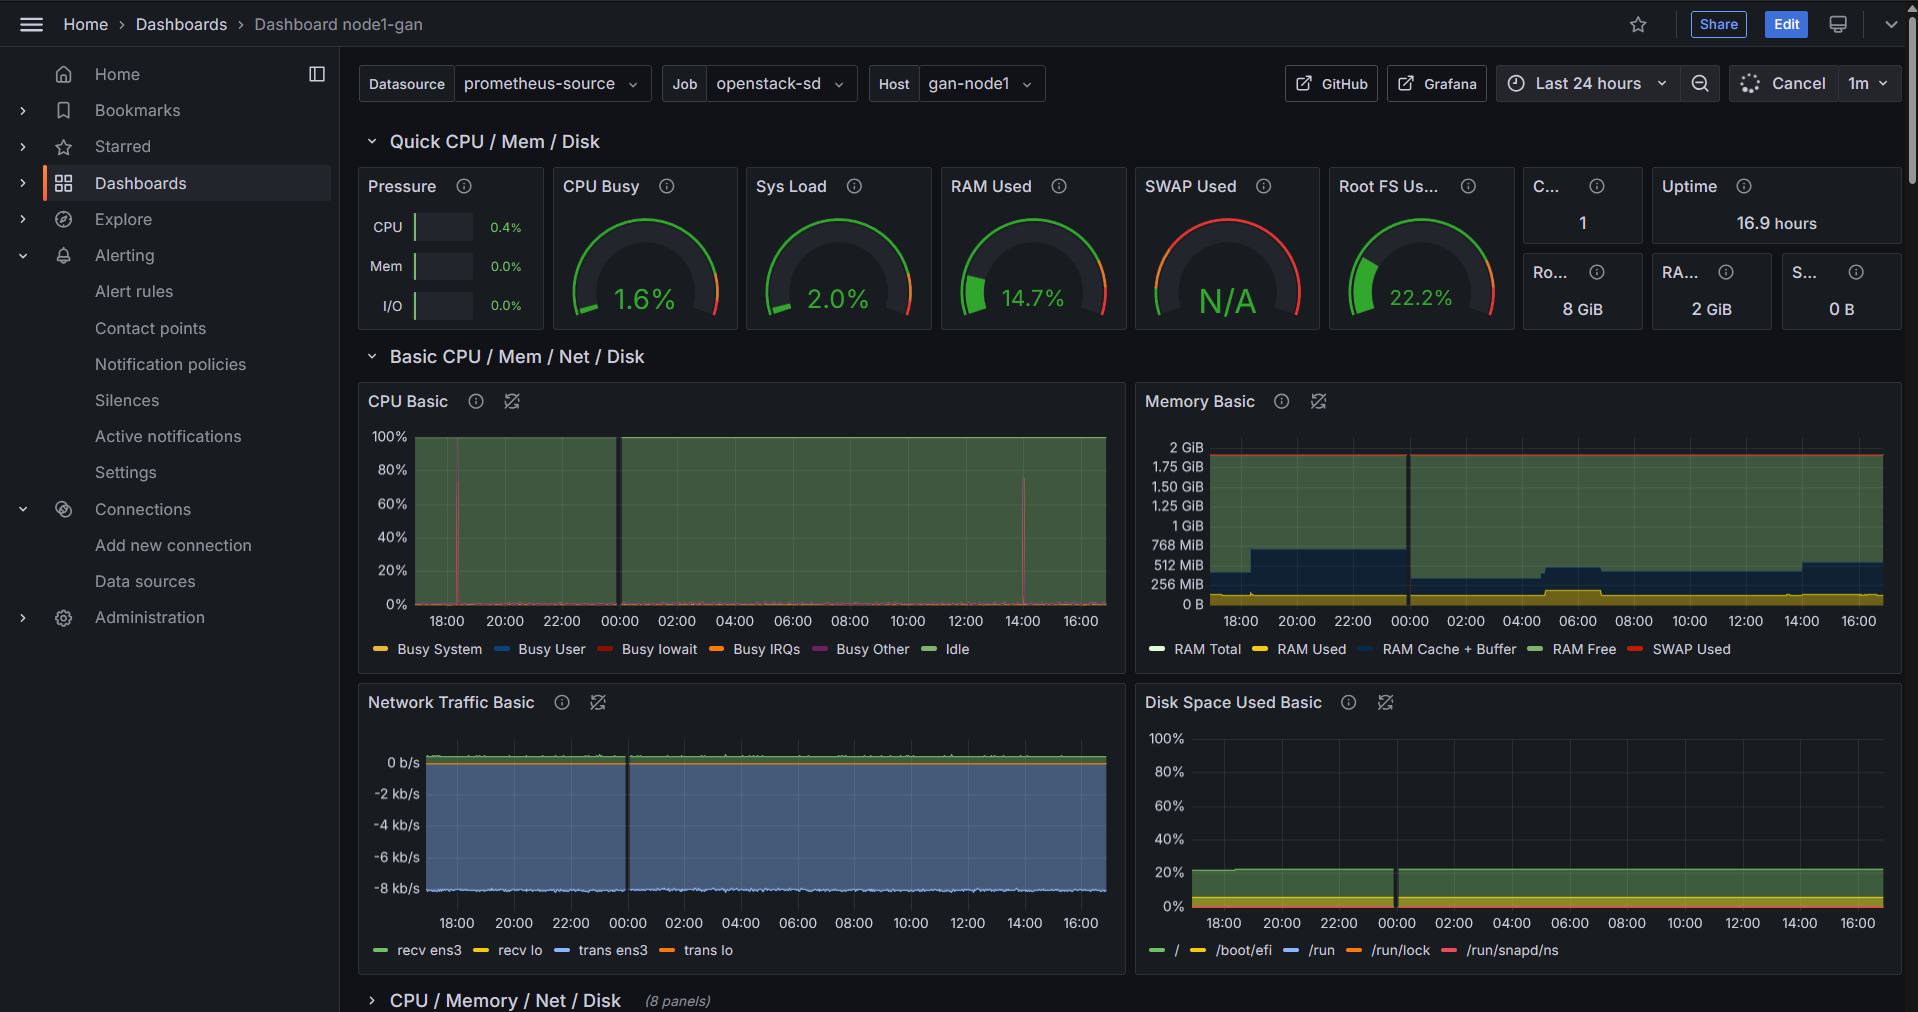 Home › Dashboards › Dashboard node1-gan
Share
Edit
Home
Bookmarks
Starred
Dashboards
Explore
Alerting
Alert rules
Contact points
Notification policies
Silences
Active notifications
Settings
Connections
Add new connection
Data sources
Administration
Datasource prometheus-source Job openstack-sd Host gan-node1
GitHub Grafana Last 24 hours Cancel 1m
Quick CPU / Mem / Disk
Pressure
CPU 0.4%
Mem 0.0%
I/O 0.0%
CPU Busy
1.6%
Sys Load
2.0%
RAM Used
14.7%
SWAP Used
N/A
Root FS Us...
22.2%
C...
1
Uptime
16.9 hours
Ro...
8 GiB
RA...
2 GiB
S...
0 B
Basic CPU / Mem / Net / Disk
CPU Basic
100%
80%
60%
40%
20%
0%
18:00 20:00 22:00 00:00 02:00 04:00 06:00 08:00 10:00 12:00 14:00 16:00
Busy System Busy User Busy Iowait Busy IRQs Busy Other Idle
Memory Basic
2 GiB
1.75 GiB
1.50 GiB
1.25 GiB
1 GiB
768 MiB
512 MiB
256 MiB
0 B
18:00 20:00 22:00 00:00 02:00 04:00 06:00 08:00 10:00 12:00 14:00 16:00
RAM Total RAM Used RAM Cache + Buffer RAM Free SWAP Used
Network Traffic Basic
0 b/s
-2 kb/s
-4 kb/s
-6 kb/s
-8 kb/s
18:00 20:00 22:00 00:00 02:00 04:00 06:00 08:00 10:00 12:00 14:00 16:00
recv ens3 recv lo trans ens3 trans lo
Disk Space Used Basic
100%
80%
60%
40%
20%
0%
18:00 20:00 22:00 00:00 02:00 04:00 06:00 08:00 10:00 12:00 14:00 16:00
/ /boot/efi /run /run/lock /run/snapd/ns
CPU / Memory / Net / Disk (8 panels)